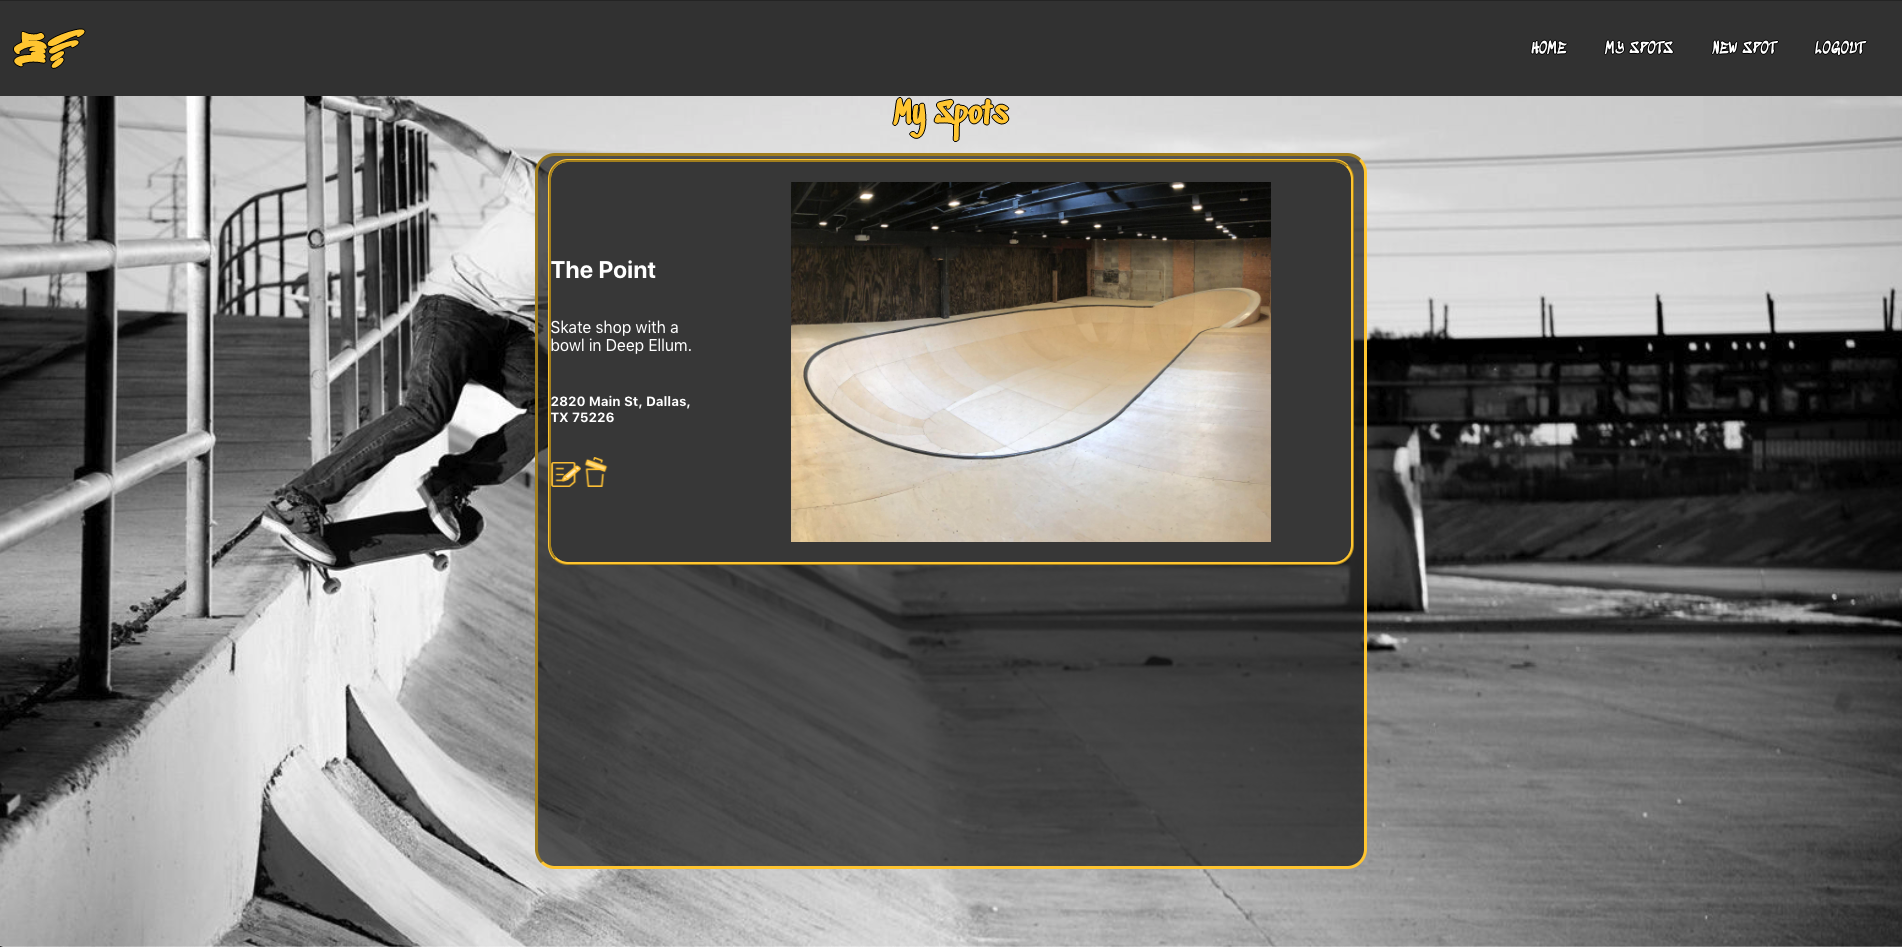 HOME
MY SPOTS
NEW SPOT
LOGOUT
My Spots
The Point
Skate shop with a
bowl in Deep Ellum.
2820 Main St, Dallas,
TX 75226